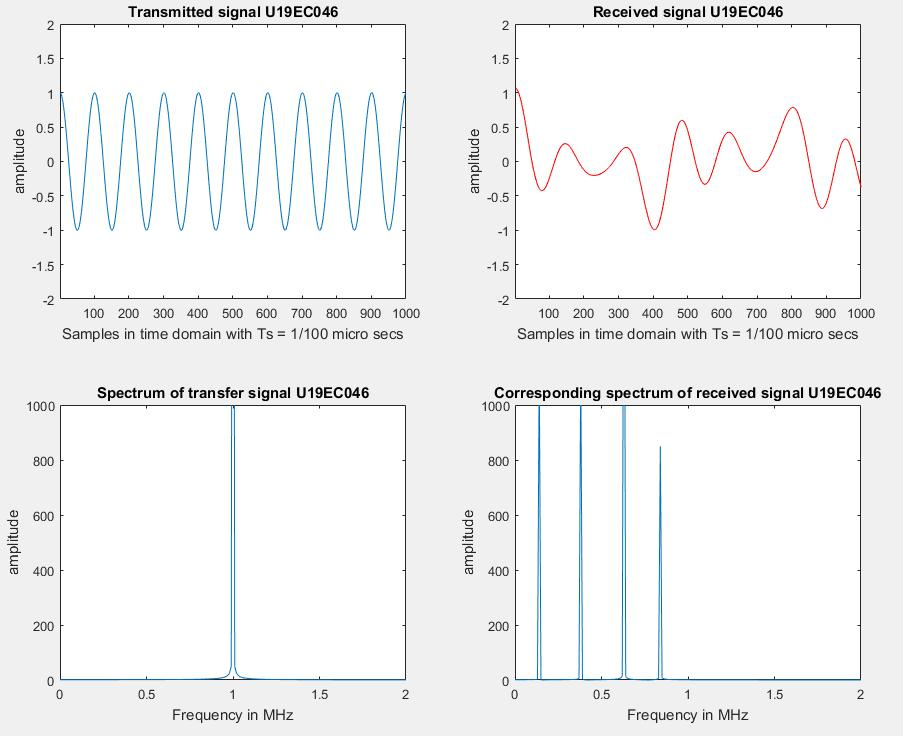 Transmitted signal U19EC046
2
1.5
1
0.5
0
-0.5
-1
-1.5
-2
amplitude
100 200 300 400 500 600 700 800 900 1000
Samples in time domain with Ts = 1/100 micro secs
Received signal U19EC046
2
1.5
1
0.5
0
-0.5
-1
-1.5
-2
amplitude
100 200 300 400 500 600 700 800 900 1000
Samples in time domain with Ts = 1/100 micro secs
Spectrum of transfer signal U19EC046
1000
800
600
400
200
0
amplitude
0 0.5 1 1.5 2
Frequency in MHz
Corresponding spectrum of received signal U19EC046
1000
800
600
400
200
0
amplitude
0 0.5 1 1.5 2
Frequency in MHz